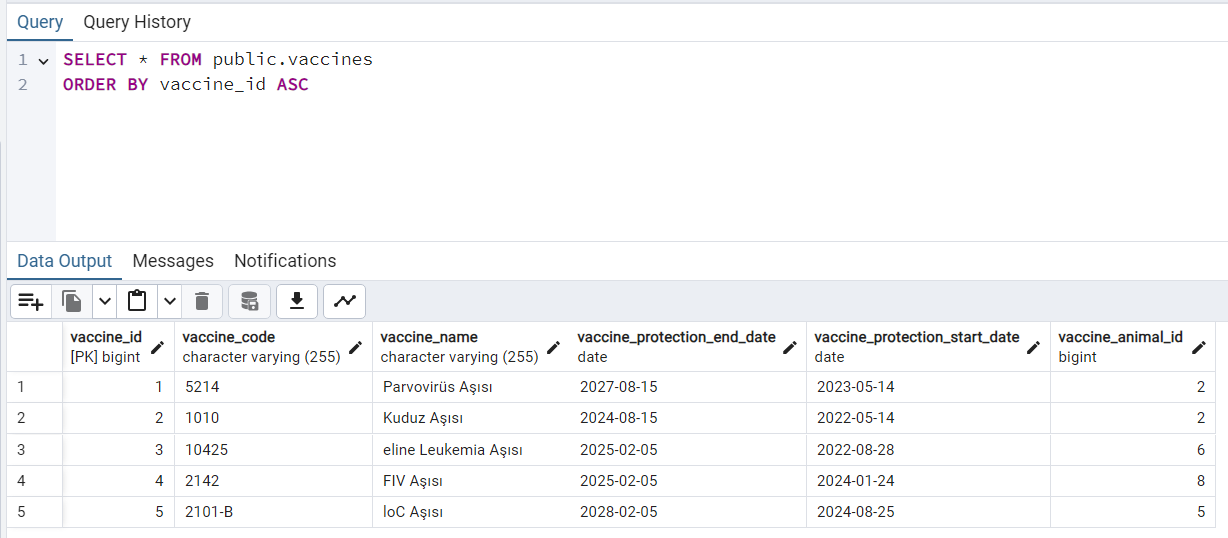 Query Query History
1 SELECT * FROM public.vaccines
2 ORDER BY vaccine_id ASC
Data Output Messages Notifications
vaccine_id vaccine_code vaccine_name vaccine_protection_end_date vaccine_protection_start_date vaccine_animal_id
[PK] bigint character varying (255) character varying (255) date date bigint
1 1 5214 Parvovirüs Aşısı 2027-08-15 2023-05-14 2
2 2 1010 Kuduz Aşısı 2024-08-15 2022-05-14 2
3 3 10425 eline Leukemia Aşısı 2025-02-05 2022-08-28 6
4 4 2142 FIV Aşısı 2025-02-05 2024-01-24 8
5 5 2101-B loC Aşısı 2028-02-05 2024-08-25 5